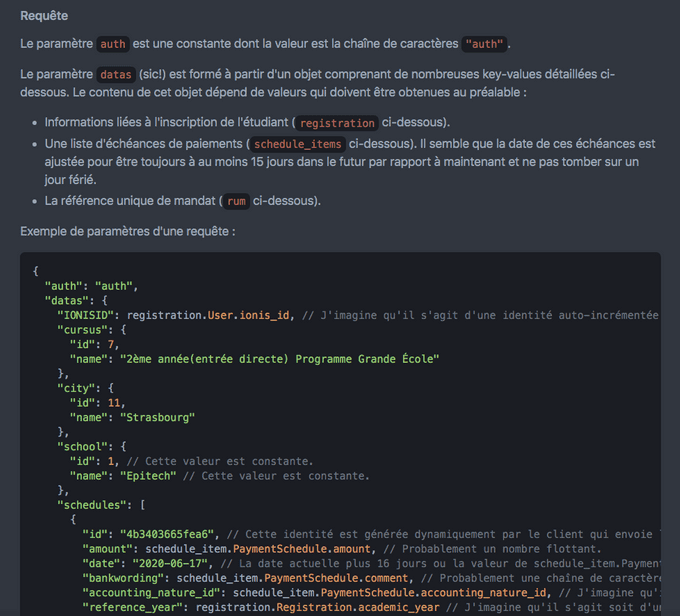 Requête
Le paramètre auth est une constante dont la valeur est la chaîne de caractères "auth".
Le paramètre datas (sic!) est formé à partir d'un objet comprenant de nombreuses key-values détaillées ci-
dessous. Le contenu de cet objet dépend de valeurs qui doivent être obtenues au préalable :
• Informations liées à l'inscription de l'étudiant ( registration ci-dessous).
• Une liste d'échéances de paiements ( schedule_items ci-dessous). Il semble que la date de ces échéances est
ajustée pour être toujours à au moins 15 jours dans le futur par rapport à maintenant et ne pas tomber sur un
jour férié.
• La référence unique de mandat ( rum ci-dessous).
Exemple de paramètres d'une requête :
{
"auth": "auth",
"datas": {
"IONISID": registration.User.ionis_id, // J'imagine qu'il s'agit d'une identité auto-incrémentée
"cursus": {
"id": 7,
"name": "2ème année(entrée directe) Programme Grande École"
},
"city": {
"id": 11,
"name": "Strasbourg"
},
"school": {
"id": 1, // Cette valeur est constante.
"name": "Epitech" // Cette valeur est constante.
},
"schedules": [
{
"id": "4b3403665fea6", // Cette identité est générée dynamiquement par le client qui envoie
"amount": schedule_item.PaymentSchedule.amount, // Probablement un nombre flottant.
"date": "2020-06-17", // La date actuelle plus 16 jours ou la valeur de schedule_item.Paymen
"bankwording": schedule_item.PaymentSchedule.comment, // Probablement une chaîne de caractère
"accounting_nature_id": schedule_item.PaymentSchedule.accounting_nature_id, // J'imagine qu'i
"reference_year": registration.Registration.academic_year // J'imagine qu'il s'agit soit d'un